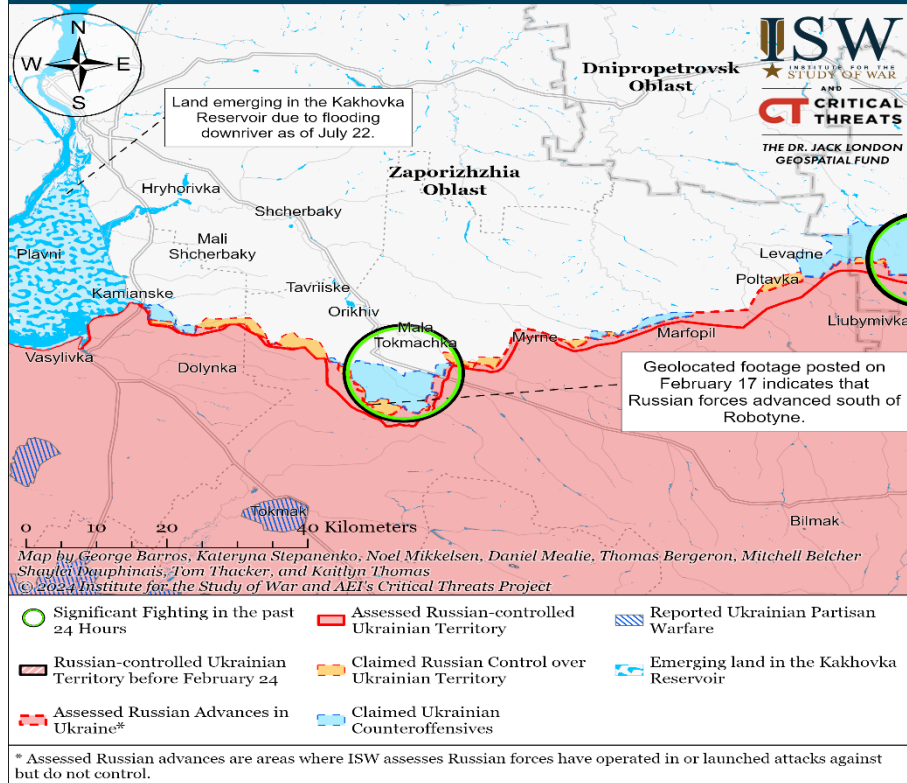 N
W E
S
ISW
INSTITUTE FOR THE
STUDY OF WAR
AND
CT CRITICAL
THREATS
THE DR. JACK LONDON
GEOSPATIAL FUND
Dnipropetrovsk
Oblast
Land emerging in the Kakhovka
Reservoir due to flooding
downriver as of July 22.
Zaporizhzhia
Oblast
Hryhorivka
Shcherbaky
Mali
Shcherbaky
Plavni
Levadne
Poltavka
Tavriiske
Kamianske
Orikhiv
Mala
Tokmachka
Myrne
Marfopil
Liubymivka
Vasylivka
Dolynka
Geolocated footage posted on
February 17 indicates that
Russian forces advanced south of
Robotyne.
Tokmak
Bilmak
0 10 20 40 Kilometers
Map by George Barros, Kateryna Stepanenko, Noel Mikkelsen, Daniel Mealie, Thomas Bergeron, Mitchell Belcher
Shaylei Dauphinais, Tom Thacker, and Kaitlyn Thomas
© 2024 Institute for the Study of War and AEI's Critical Threats Project
Significant Fighting in the past
24 Hours
Assessed Russian-controlled
Ukrainian Territory
Reported Ukrainian Partisan
Warfare
Russian-controlled Ukrainian
Territory before February 24
Claimed Russian Control over
Ukrainian Territory
Emerging land in the Kakhovka
Reservoir
Assessed Russian Advances in
Ukraine*
Claimed Ukrainian
Counteroffensives
* Assessed Russian advances are areas where ISW assesses Russian forces have operated in or launched attacks against
but do not control.